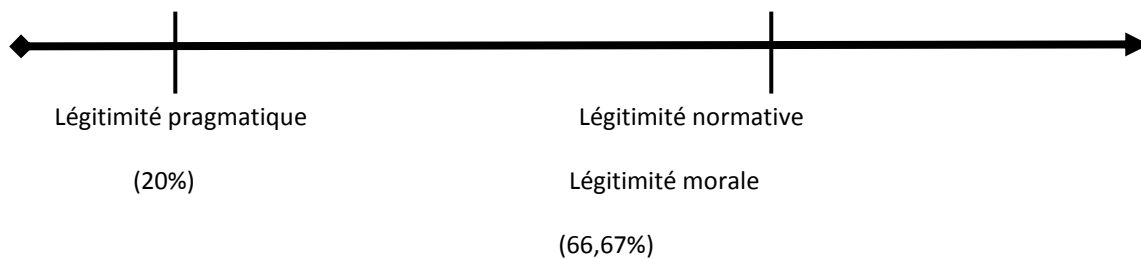 Légitimité pragmatique
Légitimité normative
(20%)
Légitimité morale
(66,67%)